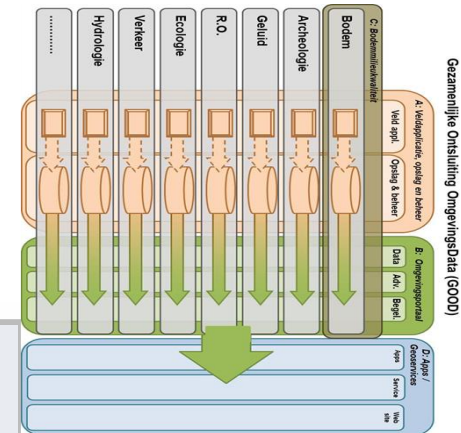 Gezamenlijke Ontsluiting OmgevingsData (GOOD)
A: Veldapplicatie, opslag en beheer
Veld appl.
Opslag & beheer
B: Omgevingsportaal
Data
Adv.
Begel.
D: Apps /
Geoservices
Apps
Service
Web
site
C: Bodemmilieukwaliteit
Bodem
Archeologie
Geluid
R.O.
Ecologie
Verkeer
Hydrologie
............